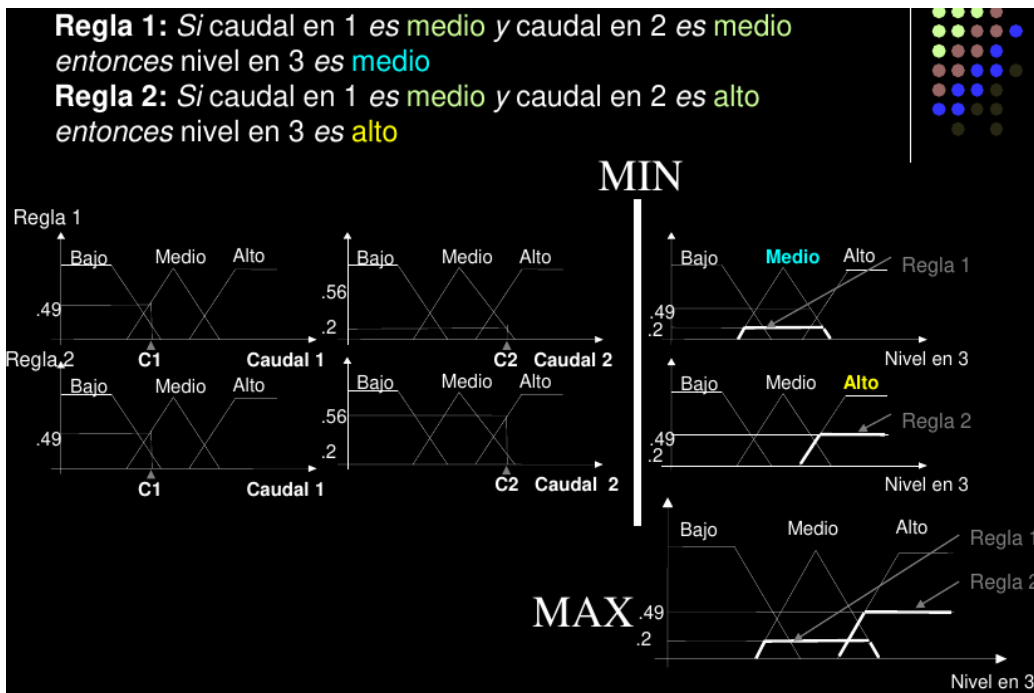 Regla 1: Si caudal en 1 es medio y caudal en 2 es medio
entonces nivel en 3 es medio
Regla 2: Si caudal en 1 es medio y caudal en 2 es alto
entonces nivel en 3 es alto
MIN
Regla 1
Bajo Medio Alto
.49
C1 Caudal 1
Bajo Medio Alto
.56
.2
C2 Caudal 2
Bajo Medio Alto
Regla 1
.49
.2
Nivel en 3
Regla 2
Bajo Medio Alto
.49
C1 Caudal 1
Bajo Medio Alto
.56
.2
C2 Caudal 2
Bajo Medio Alto
Regla 2
.49
.2
Nivel en 3
MAX
Bajo Medio Alto
Regla 1
Regla 2
.49
.2
Nivel en 3